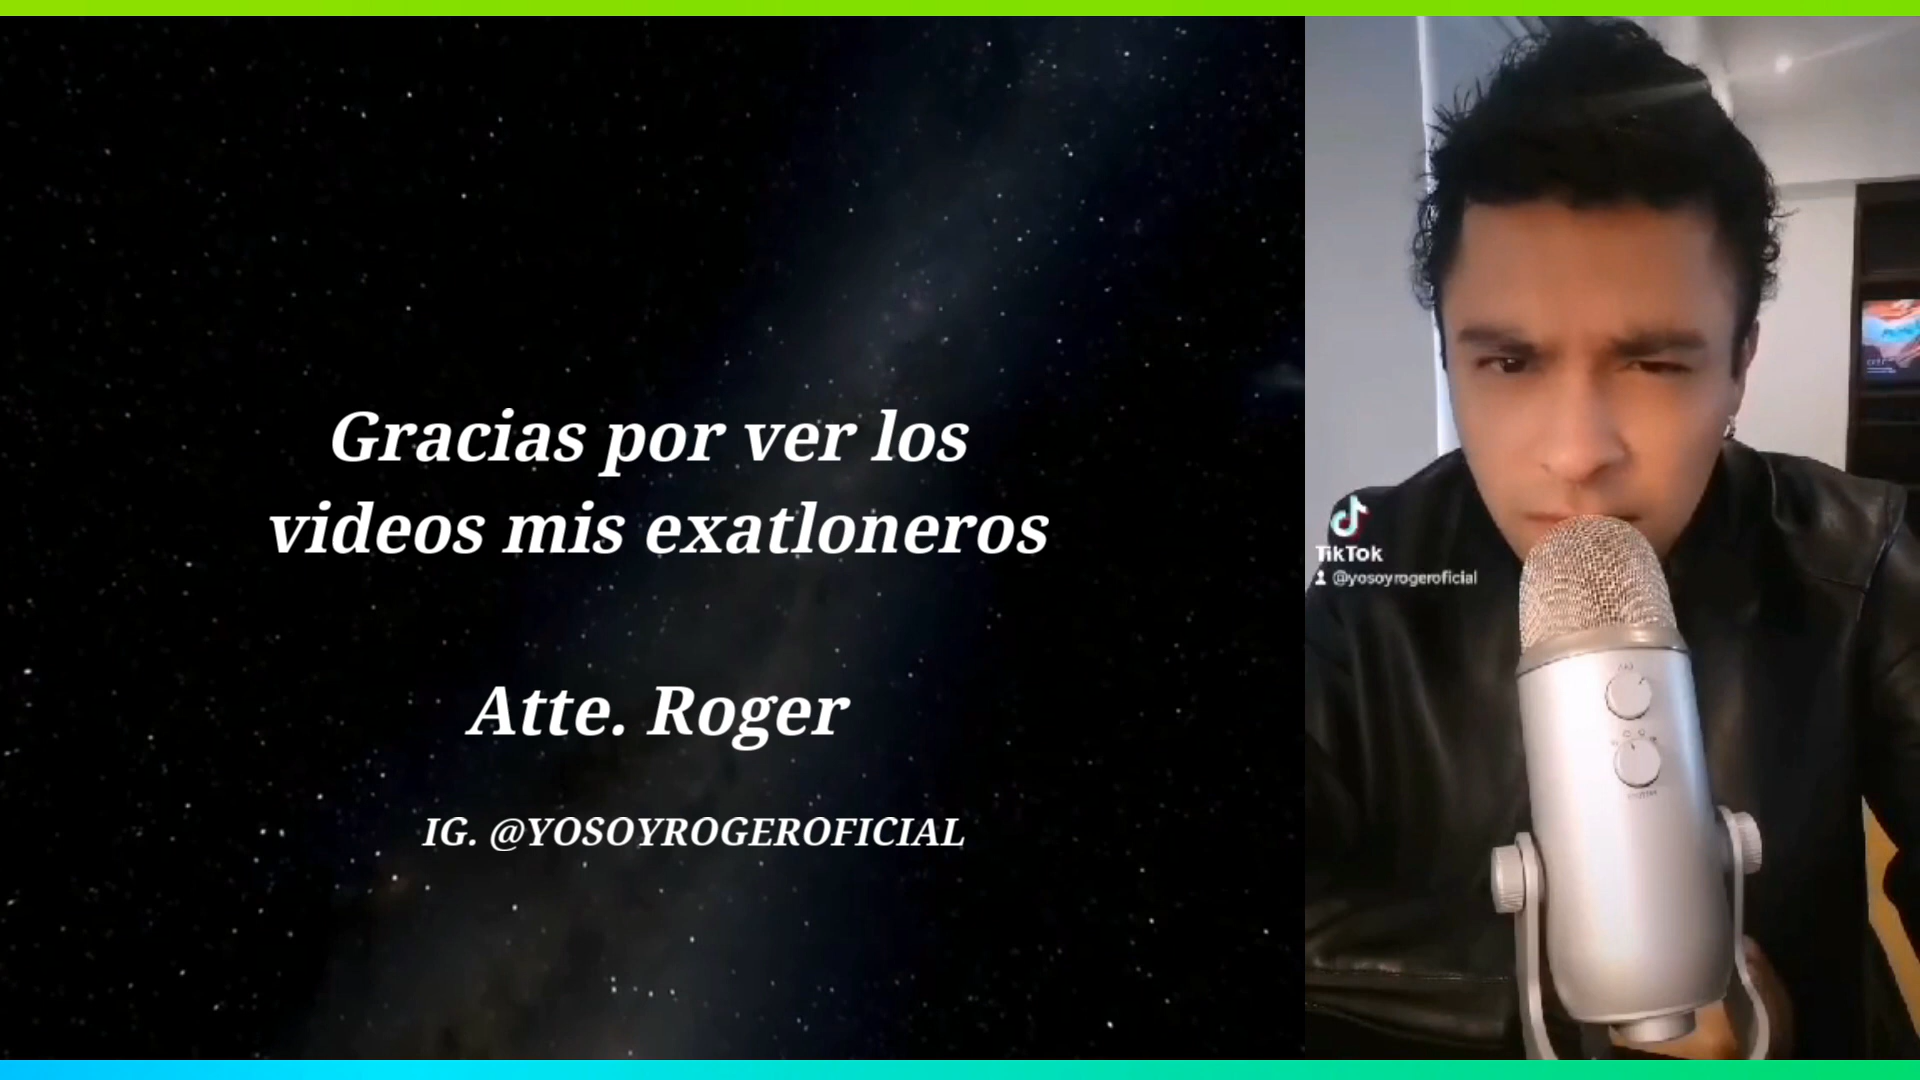 Gracias por ver los
videos mis exatloneros
Atte. Roger
IG. @YOSOYROGEROFICIAL
TikTok
@yosoyrogeroficial